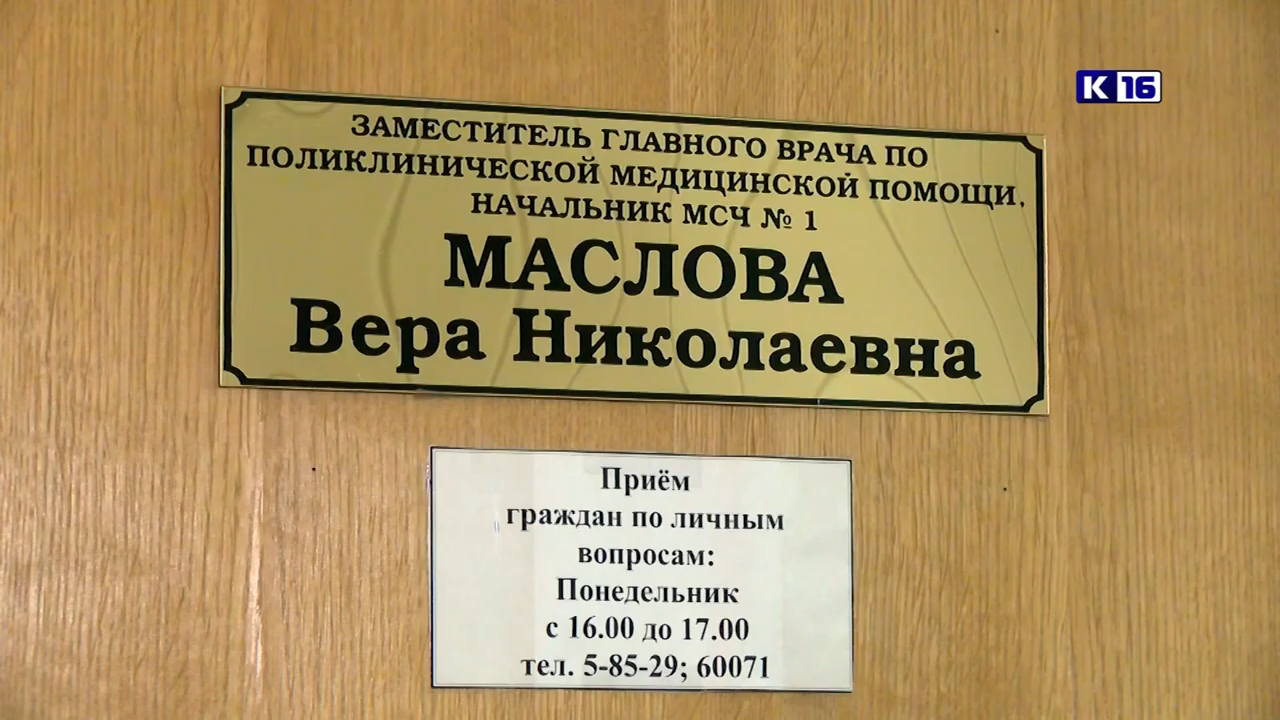 К 16
ЗАМЕСТИТЕЛЬ ГЛАВНОГО ВРАЧА ПО
ПОЛИКЛИНИЧЕСКОЙ МЕДИЦИНСКОЙ ПОМОЩИ,
НАЧАЛЬНИК МСЧ № 1
МАСЛОВА
Вера Николаевна
Приём
граждан по личным
вопросам:
Понедельник
с 16.00 до 17.00
тел. 5-85-29; 60071